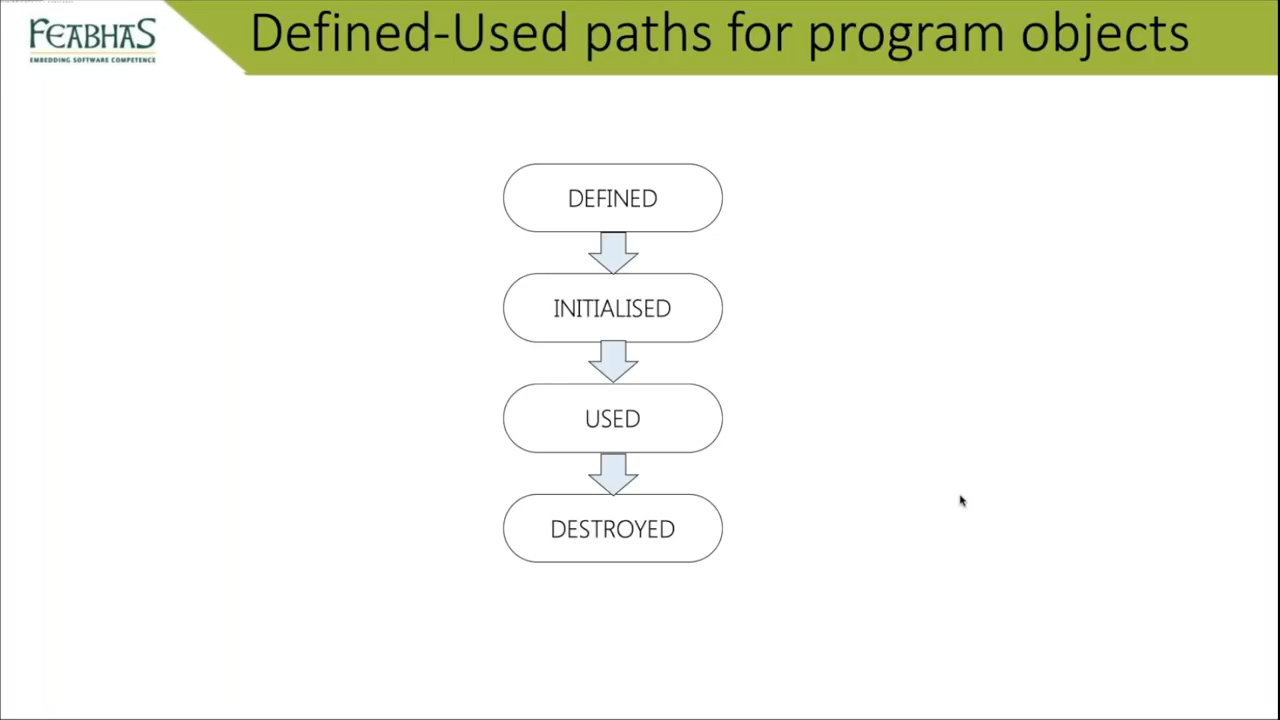 FEABHAS
EMBEDDING SOFTWARE COMPETENCE
Defined-Used paths for program objects
DEFINED
INITIALISED
USED
DESTROYED